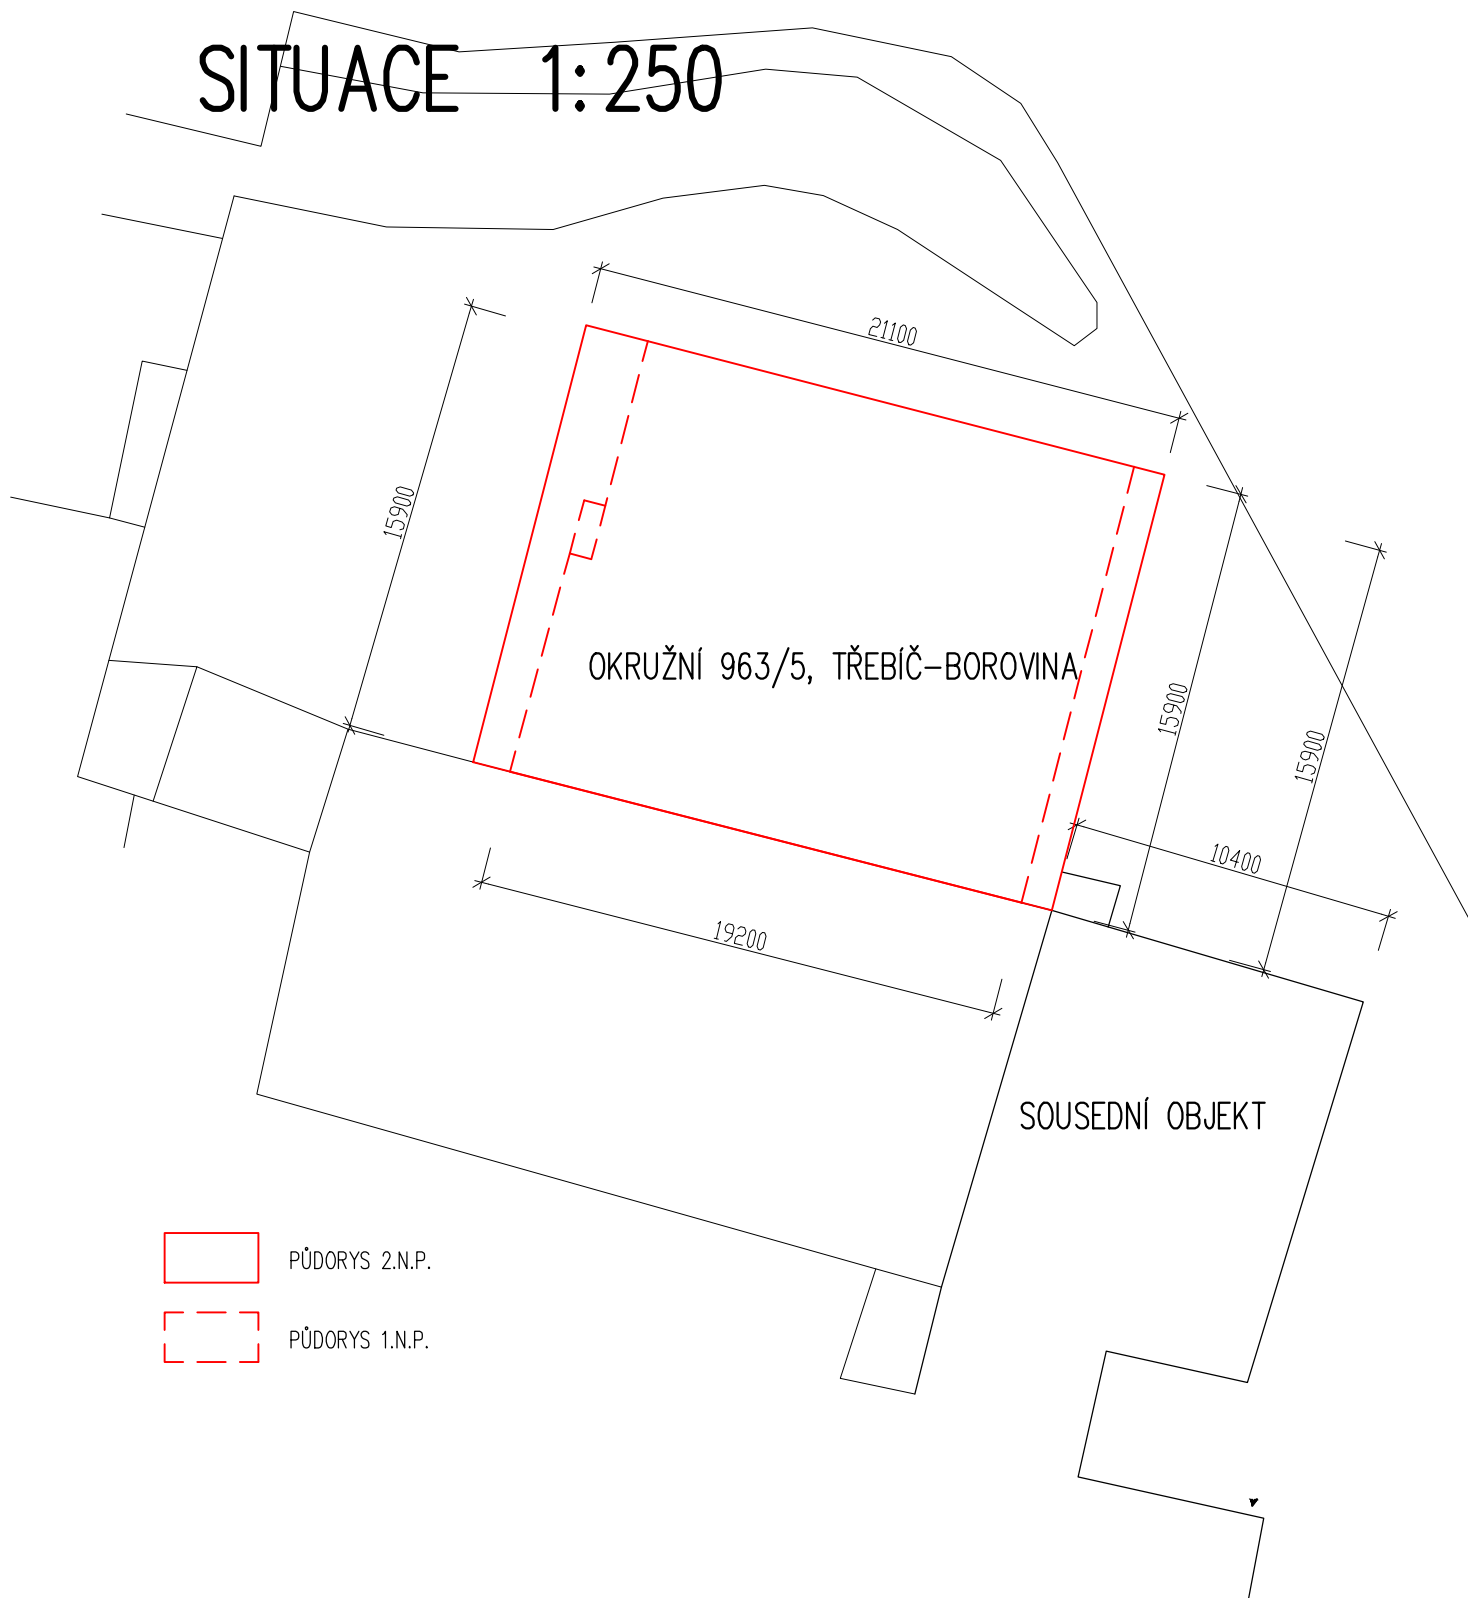 SITUACE 1:250
21100
15900
OKRUŽNÍ 963/5, TŘEBÍČ-BOROVINA
15900
15900
10400
19200
SOUSEDNÍ OBJEKT
PŮDORYS 2.N.P.
PŮDORYS 1.N.P.